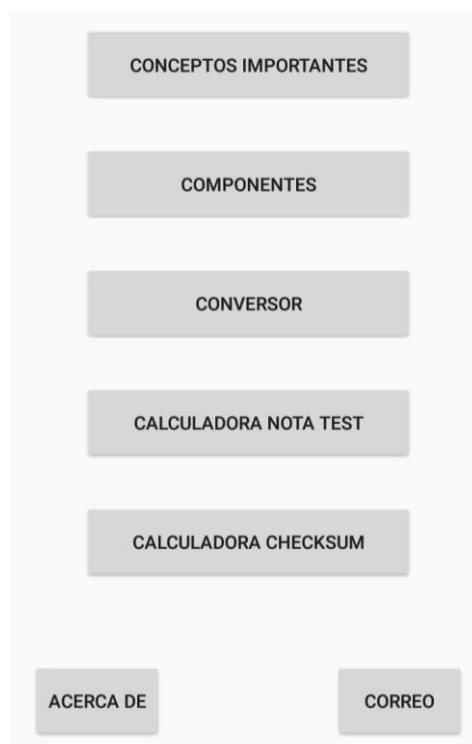 CONCEPTOS IMPORTANTES
COMPONENTES
CONVERSOR
CALCULADORA NOTA TEST
CALCULADORA CHECKSUM
ACERCA DE
CORREO